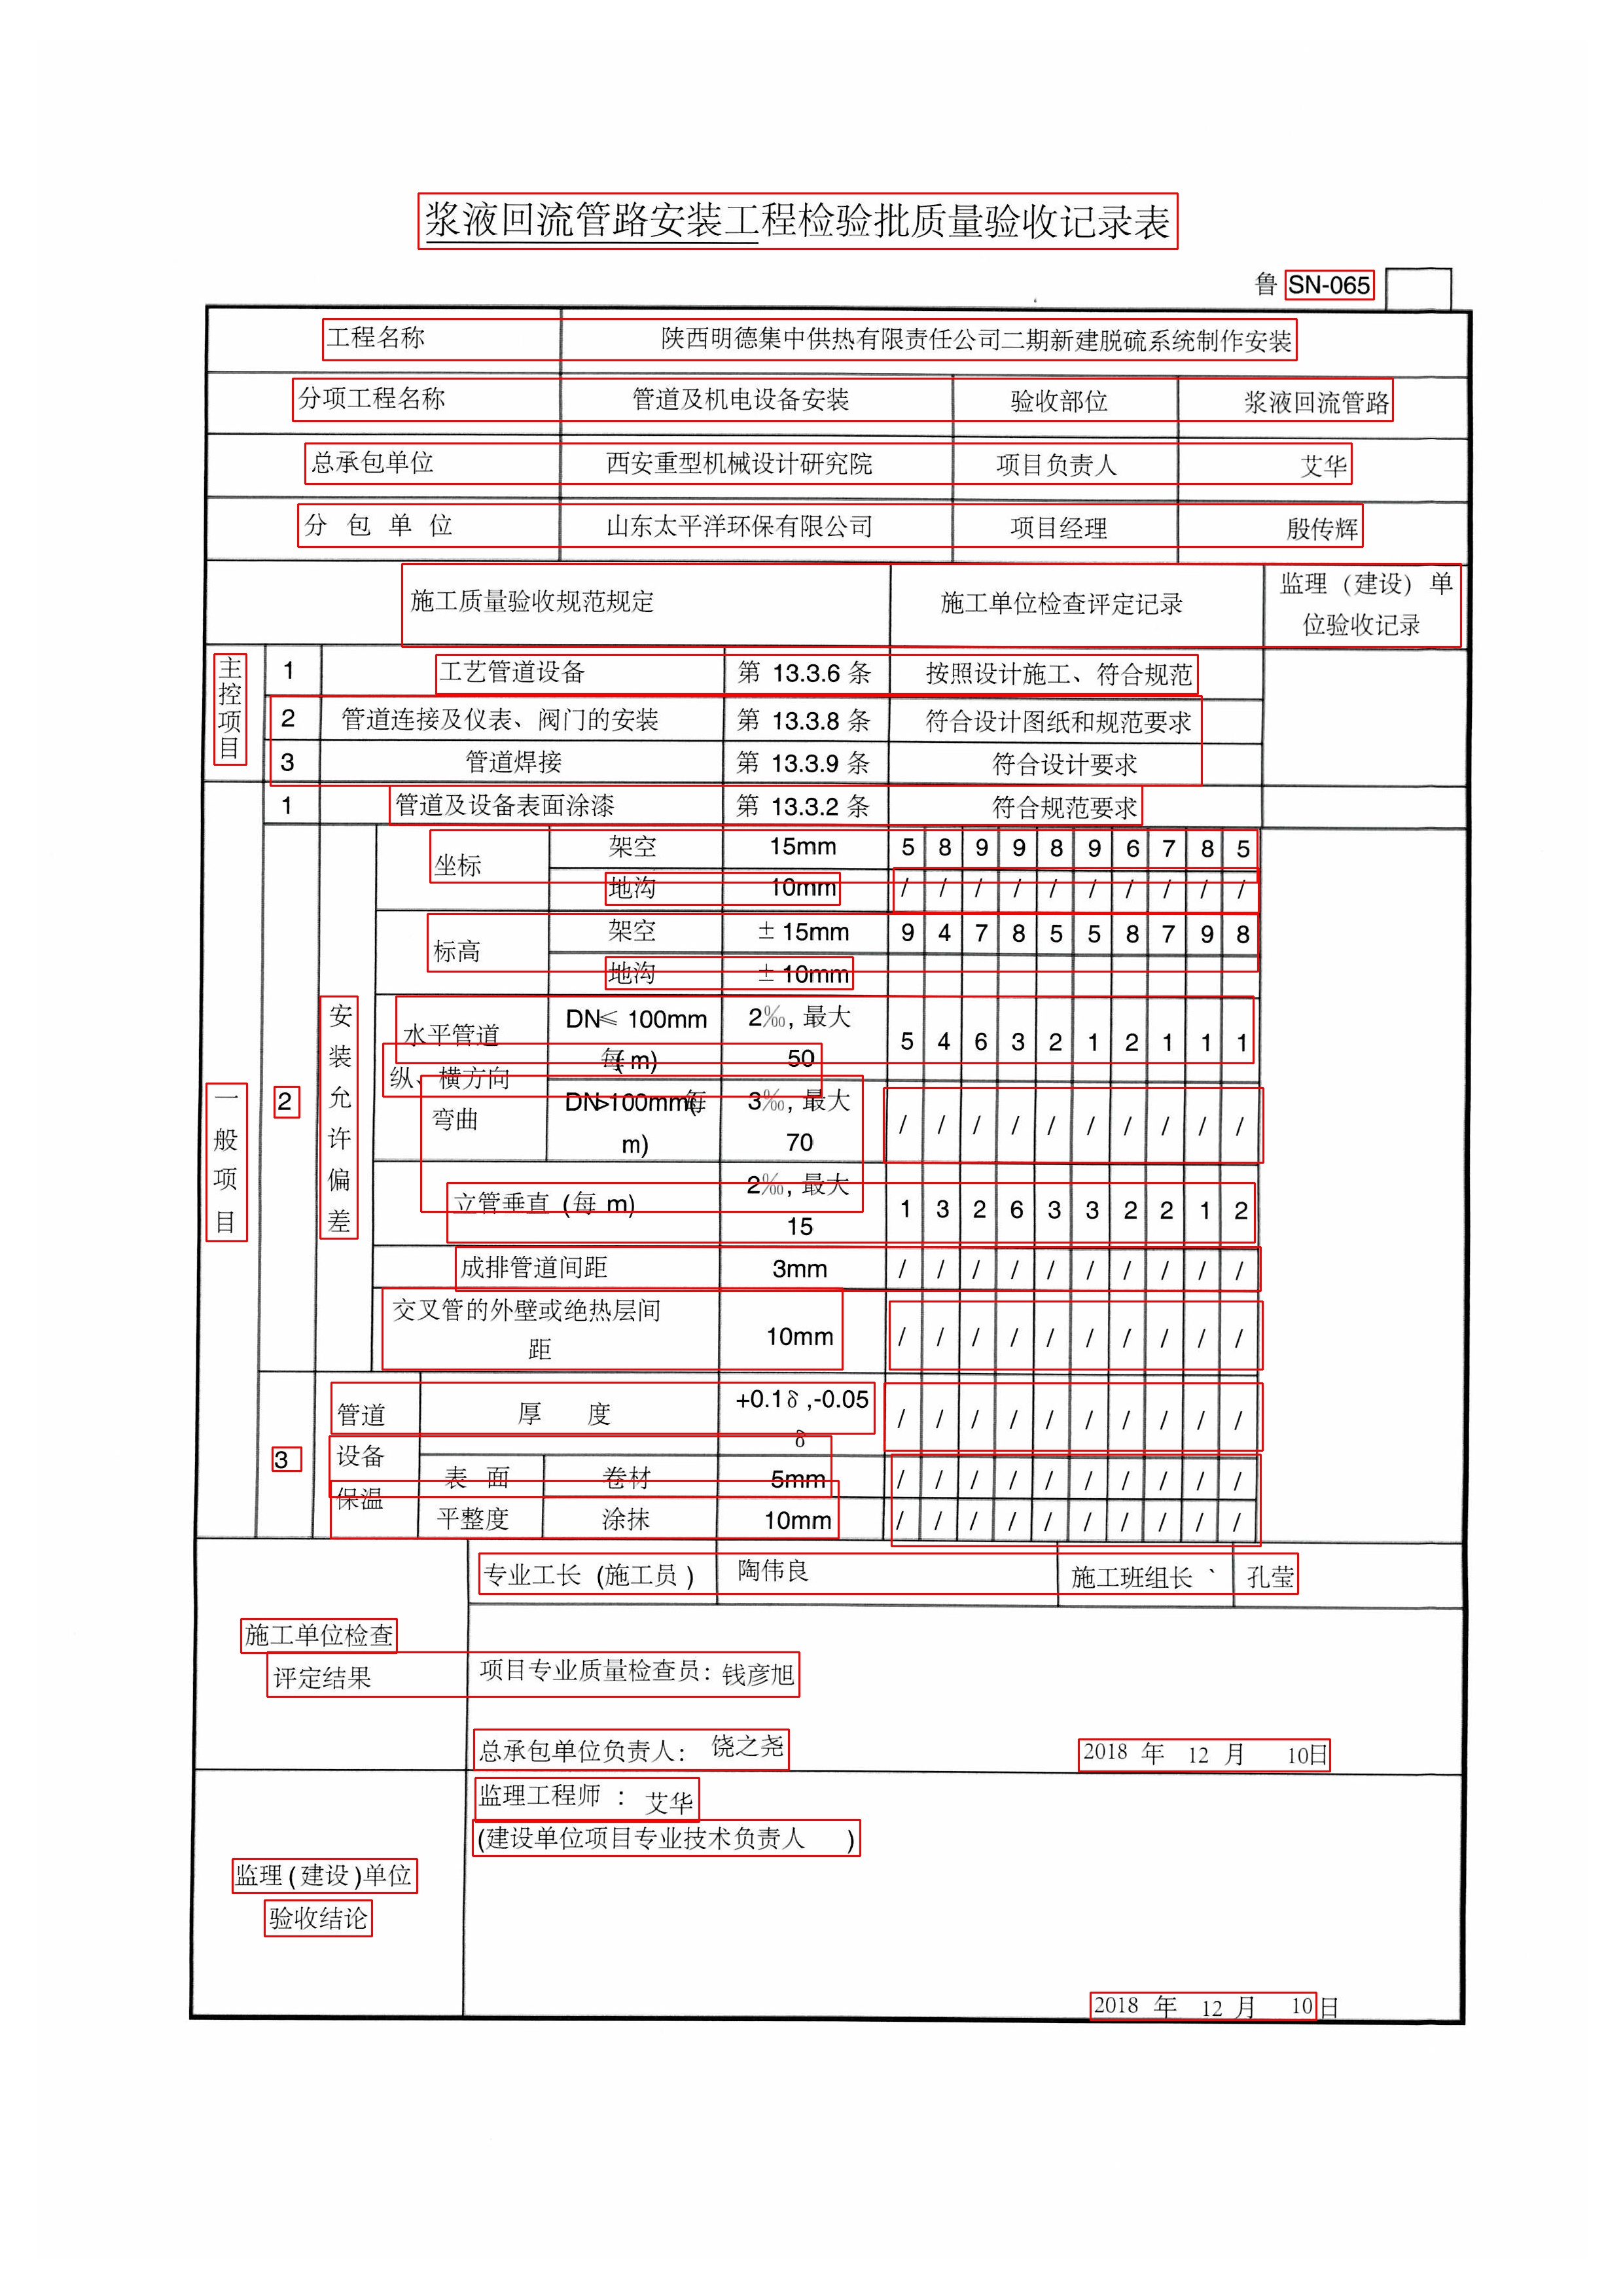 浆液回流管路安装工程检验批质量验收记录表
鲁 SN-065
工程名称 陕西明德集中供热有限责任公司二期新建脱硫系统制作安装
分项工程名称 管道及机电设备安装 验收部位 浆液回流管路
总承包单位 西安重型机械设计研究院 项目负责人 艾华
分 包 单 位 山东太平洋环保有限公司 项目经理 殷传辉
施工质量验收规范规定 施工单位检查评定记录 监理（建设）单
位验收记录
主控项目
1 工艺管道设备 第 13.3.6 条 按照设计施工、符合规范
2 管道连接及仪表、阀门的安装 第 13.3.8 条 符合设计图纸和规范要求
3 管道焊接 第 13.3.9 条 符合设计要求
一般项目
1 管道及设备表面涂漆 第 13.3.2 条 符合规范要求
2
安装允许偏差
坐标 架空 15mm 5 8 9 9 8 9 6 7 8 5
地沟 10mm / / / / / / / / / /
标高 架空 ±15mm 9 4 7 8 5 5 8 7 9 8
地沟 ±10mm
水平管道 DN≤ 100mm 2‰, 最大 5 4 6 3 2 1 2 1 1 1
纵、横方向 (每 m) 50
弯曲 DN>100mm(每 3‰, 最大 / / / / / / / / / /
m) 70
立管垂直 (每 m) 2‰, 最大 1 3 2 6 3 3 2 2 1 2
15
成排管道间距 3mm / / / / / / / / / /
交叉管的外壁或绝热层间
距 10mm / / / / / / / / / /
3
管道 厚 度 +0.1δ ,-0.05 / / / / / / / / / /
δ
设备 表 面 卷材 5mm / / / / / / / / / /
保温 平整度 涂抹 10mm / / / / / / / / / /
专业工长 (施工员 ) 陶伟良 施工班组长 、 孔莹
施工单位检查
评定结果 项目专业质量检查员: 钱彦旭
总承包单位负责人: 饶之尧 2018 年 12 月 10日
监理工程师 : 艾华
(建设单位项目专业技术负责人 )
监理(建设)单位
验收结论
2018 年 12 月 10日